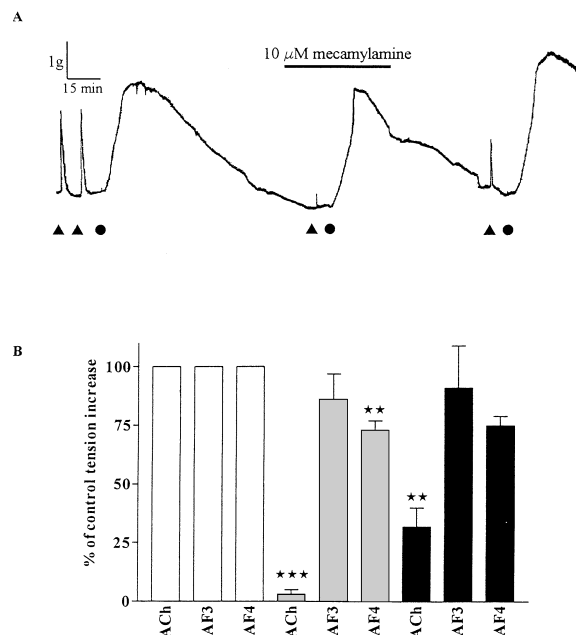 A
10 μM mecamylamine
1g
15 min
B
% of control tension increase
100
75
50
25
0
★★★
★★
★★
ACh
AF3
AF4
ACh
AF3
AF4
ACh
AF3
AF4